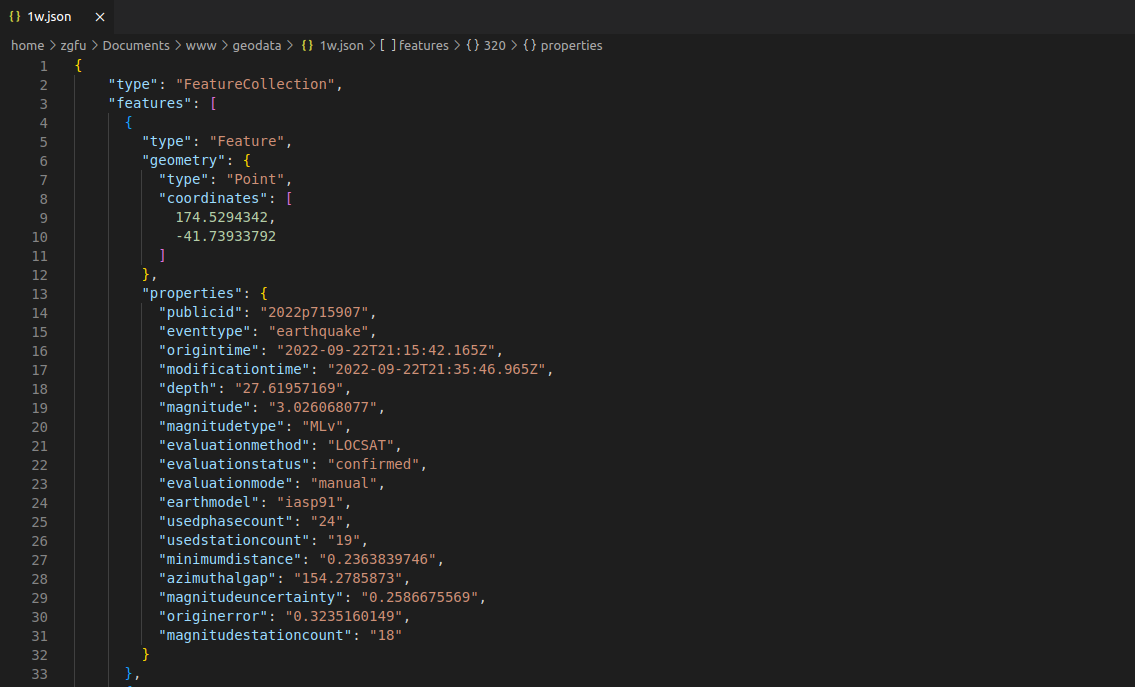 {} 1w.json ×
home > zgfu > Documents > www > geodata > {} 1w.json > [ ] features > {} 320 > {} properties
1 {
2 "type": "FeatureCollection",
3 "features": [
4 {
5 "type": "Feature",
6 "geometry": {
7 "type": "Point",
8 "coordinates": [
9 174.5294342,
10 -41.73933792
11 ]
12 },
13 "properties": {
14 "publicid": "2022p715907",
15 "eventtype": "earthquake",
16 "origintime": "2022-09-22T21:15:42.165Z",
17 "modificationtime": "2022-09-22T21:35:46.965Z",
18 "depth": "27.61957169",
19 "magnitude": "3.026068077",
20 "magnitudetype": "MLv",
21 "evaluationmethod": "LOCSAT",
22 "evaluationstatus": "confirmed",
23 "evaluationmode": "manual",
24 "earthmodel": "iasp91",
25 "usedphasecount": "24",
26 "usedstationcount": "19",
27 "minimumdistance": "0.2363839746",
28 "azimuthalgap": "154.2785873",
29 "magnitudeuncertainty": "0.2586675569",
30 "originerror": "0.3235160149",
31 "magnitudestationcount": "18"
32 }
33 },